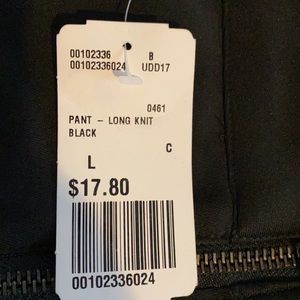 00102336 B
00102336024 UDD17
0461
PANT – LONG KNIT
BLACK
C
L
$17.80
00102336024